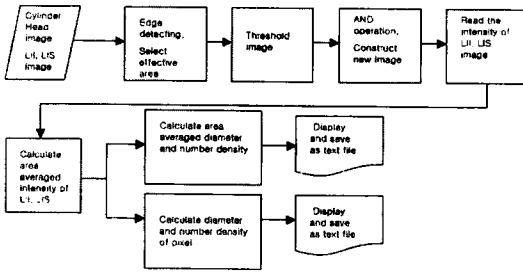 Cylinder
Head
image
LII, LIS
image
Edge
detecting,
Select
effective
area
Threshold
image
AND
operation,
Construct
new image
Read the
intensity of
LII, LIS
image
Calculate
area
averaged
intensity of
LII, LIS
Calculate area
averaged diameter
and number density
Display
and save
as text file
Calculate diameter
and number density
of pixel
Display
and save
as text file